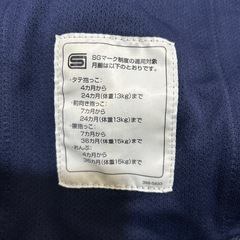 SGマーク制度の適用対象
月齢は以下のとおりです。
・タテ抱っこ:
4カ月から
24カ月(体重13kg)まで
・前向き抱っこ:
7カ月から
24カ月(体重13kg)まで
・腰抱っこ:
7カ月から
36カ月(体重15kg)まで
・おんぶ:
4カ月から
36カ月(体重15kg)まで